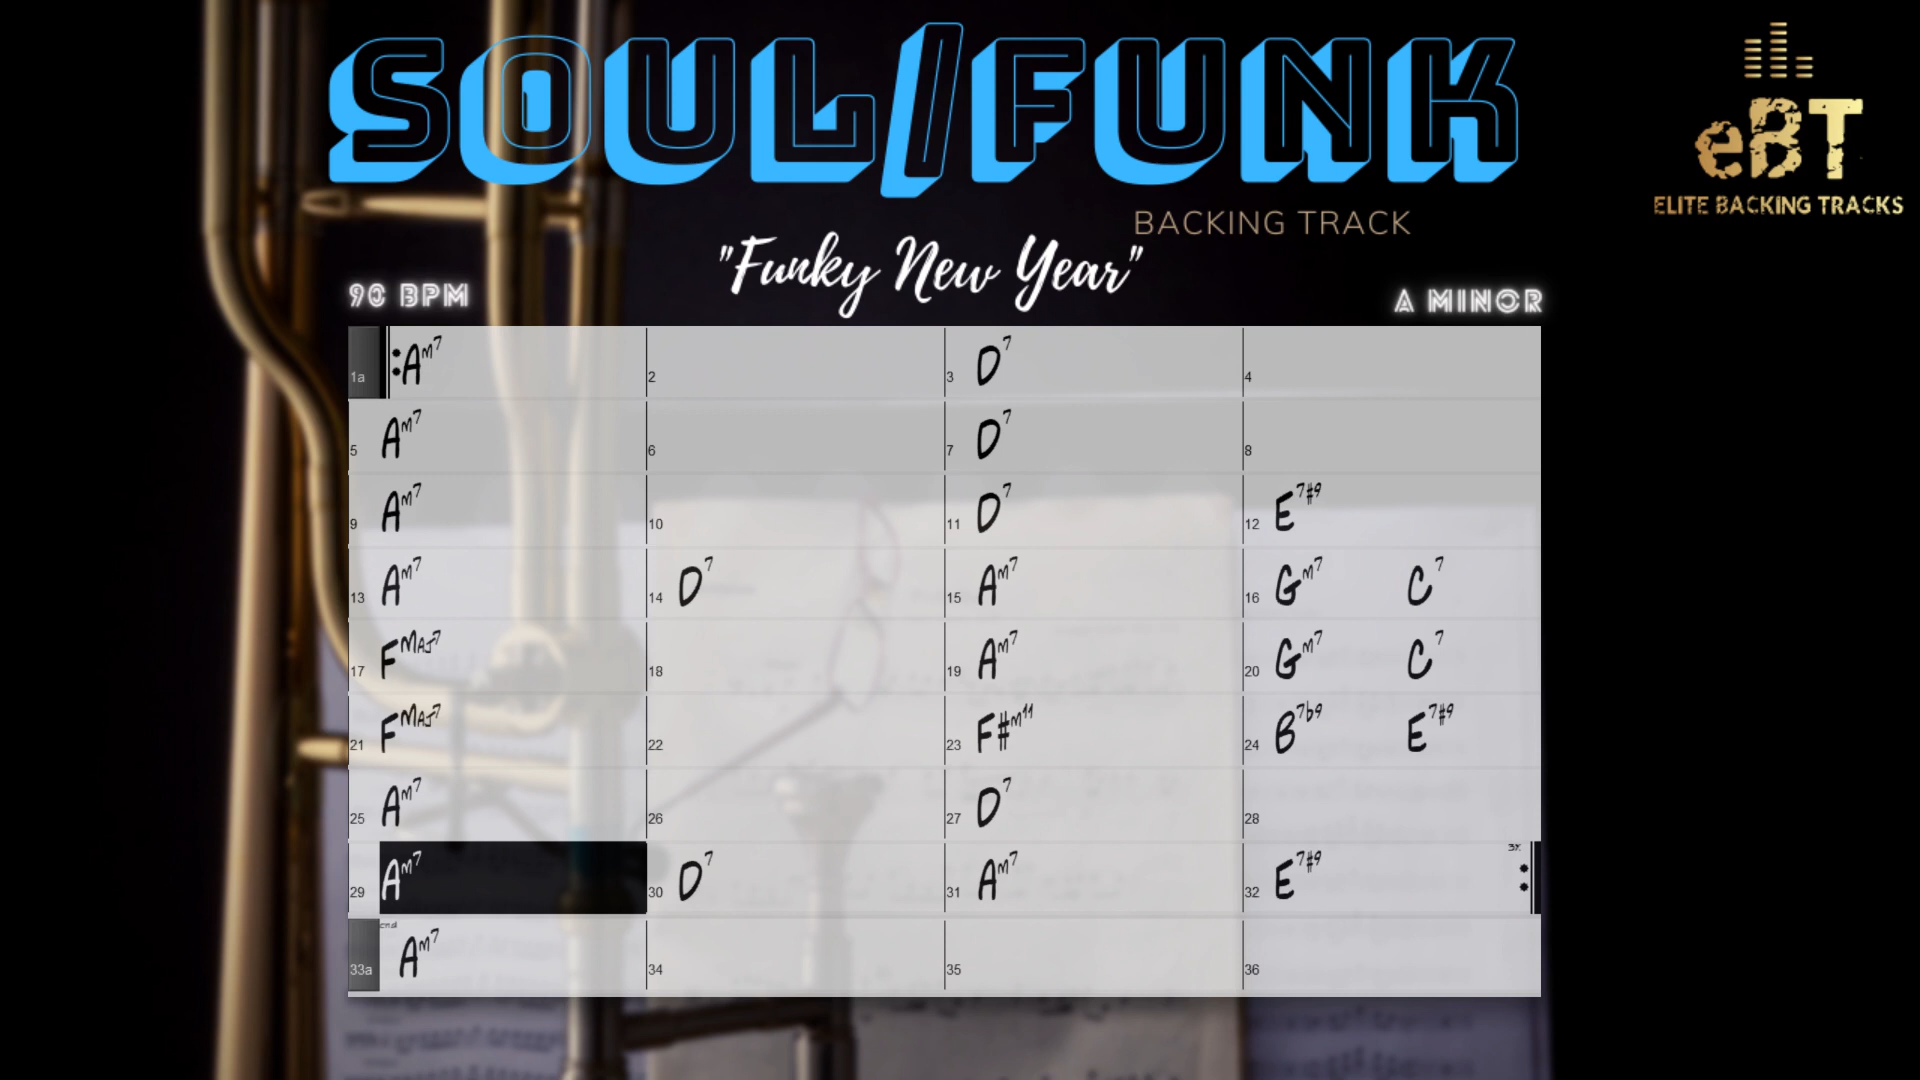 SOUL/FUNK
BACKING TRACK
"Funky New Year"
eBT
ELITE BACKING TRACKS
90 BPM
A MINOR
1a Am7 2 3 D7 4
5 Am7 6 7 D7 8
9 Am7 10 11 D7 12 E7#9
13 Am7 14 D7 15 Am7 16 Gm7 C7
17 FMaj7 18 19 Am7 20 Gm7 C7
21 FMaj7 22 23 F#m11 24 B7b9 E7#9
25 Am7 26 27 D7 28
29 Am7 30 D7 31 Am7 32 E7#9 3x
33a Am7 34 35 36